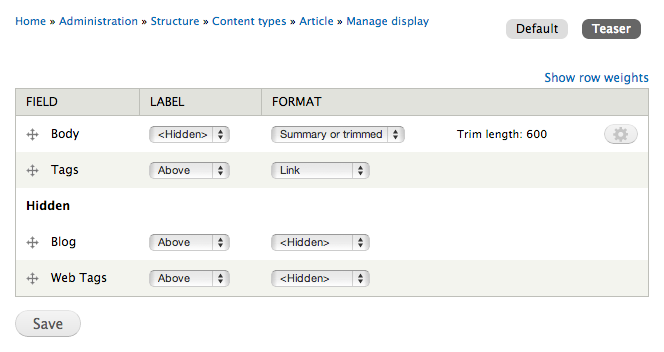 Home » Administration » Structure » Content types » Article » Manage display
Default Teaser
Show row weights
FIELD LABEL FORMAT
Body <Hidden> Summary or trimmed Trim length: 600
Tags Above Link
Hidden
Blog Above <Hidden>
Web Tags Above <Hidden>
Save